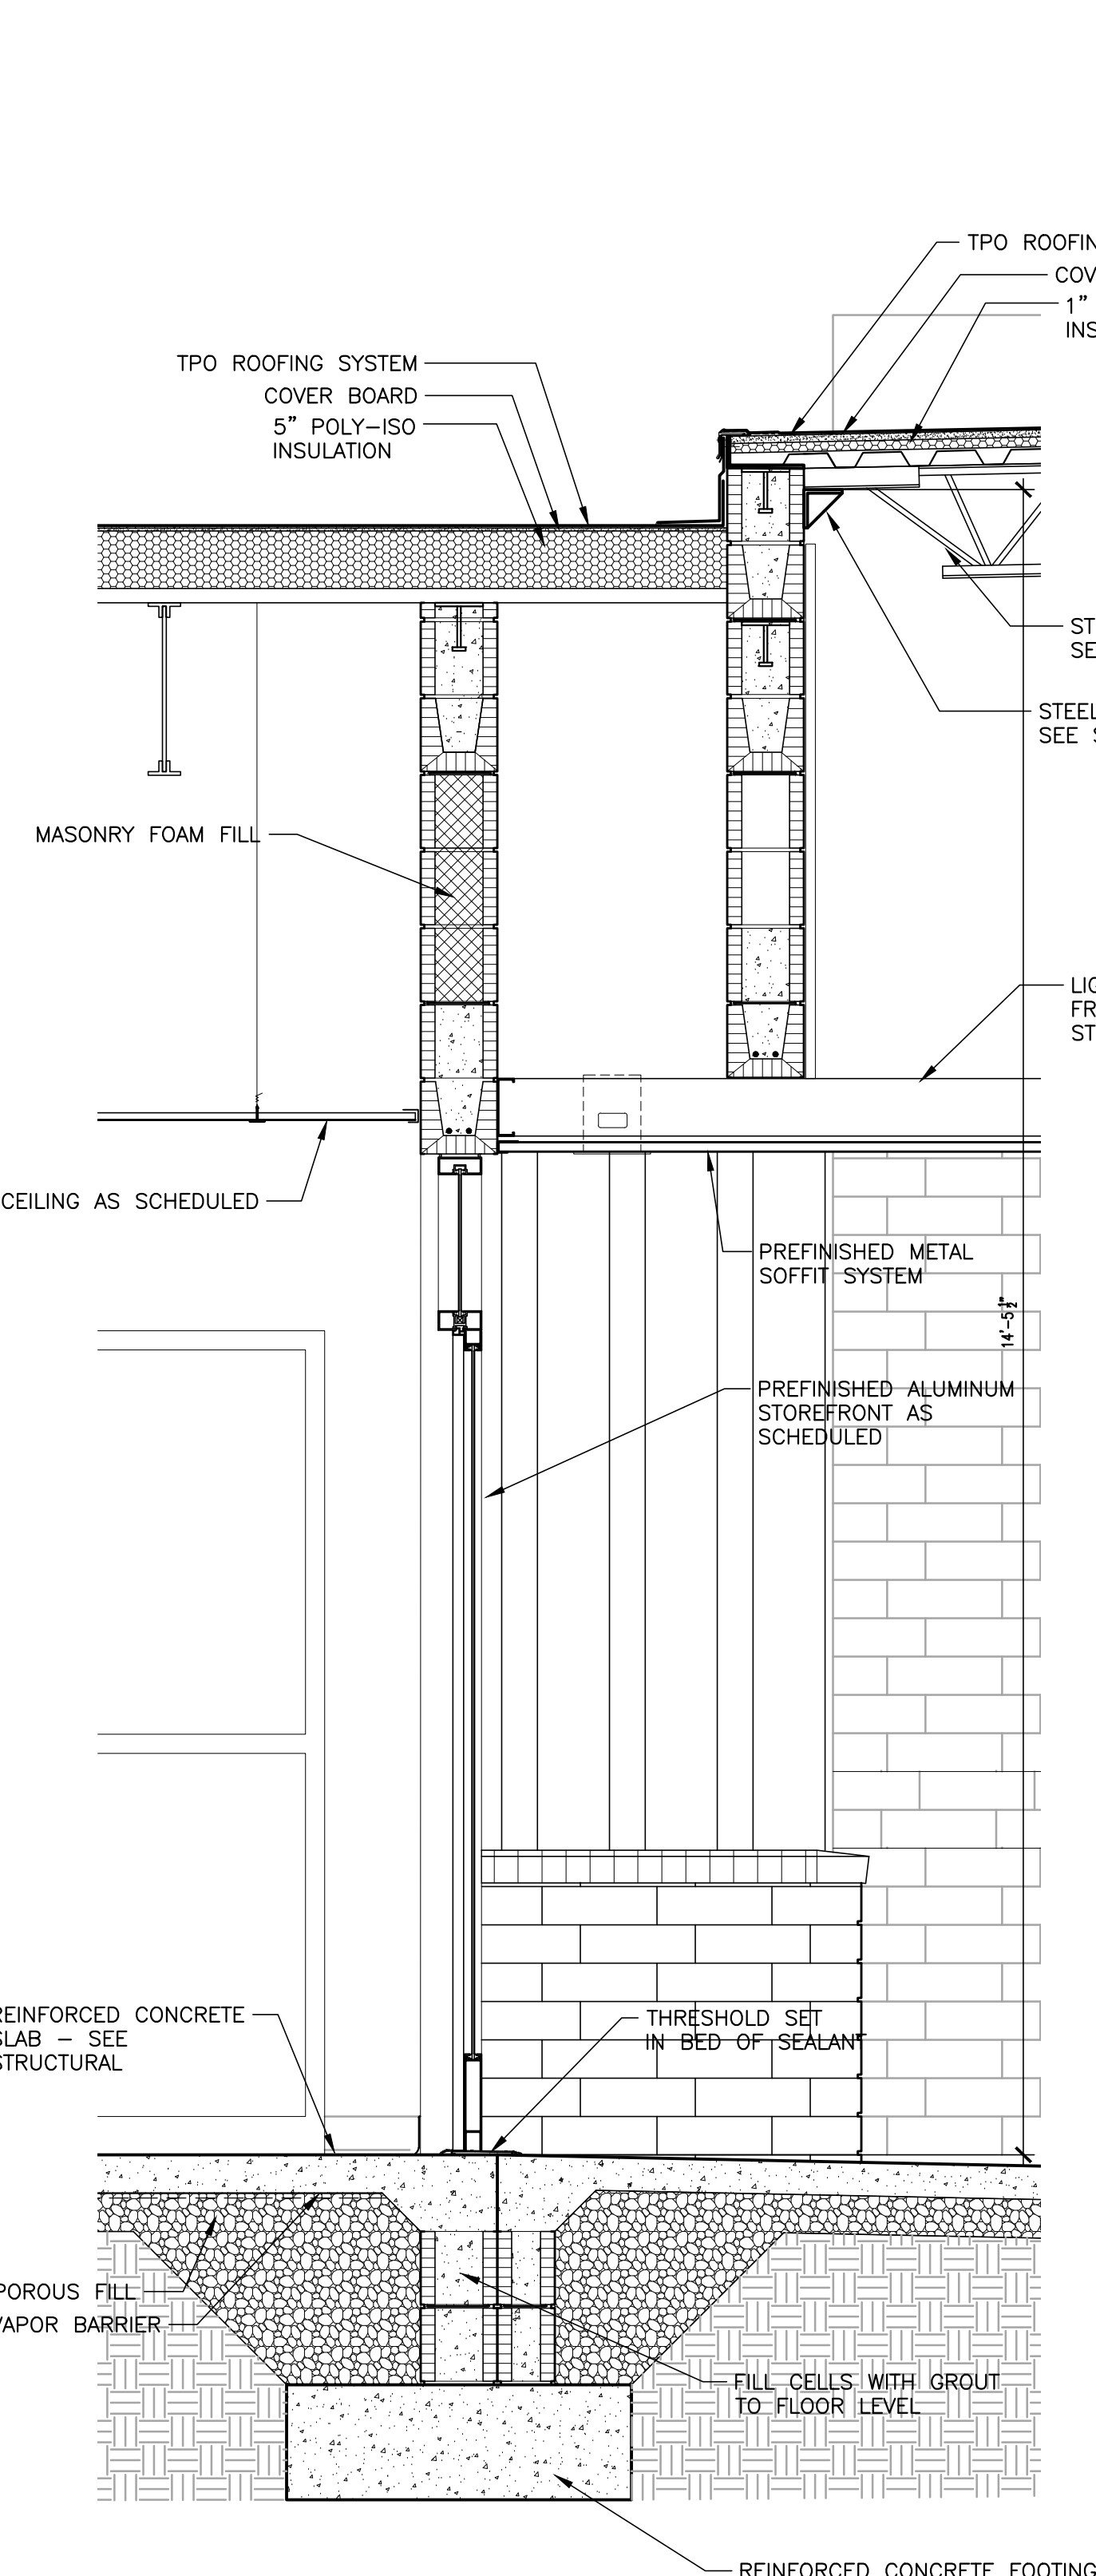 TPO ROOFIN
COV
1"
INS
TPO ROOFING SYSTEM
COVER BOARD
5" POLY-ISO
INSULATION
ST
SE
STEEL
SEE S
MASONRY FOAM FILL
LIG
FR
ST
CEILING AS SCHEDULED
PREFINISHED METAL
SOFFIT SYSTEM
14'-5 1/2"
PREFINISHED ALUMINUM
STOREFRONT AS
SCHEDULED
REINFORCED CONCRETE
SLAB - SEE
STRUCTURAL
THRESHOLD SET
IN BED OF SEALANT
POROUS FILL
VAPOR BARRIER
FILL CELLS WITH GROUT
TO FLOOR LEVEL
REINFORCED CONCRETE FOOTING